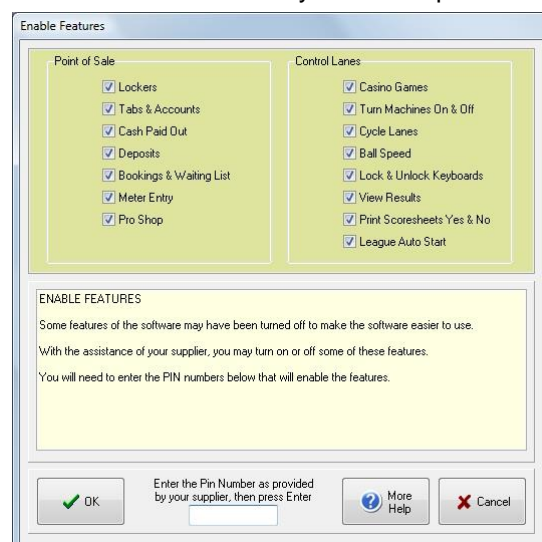 Enable Features
Point of Sale
Lockers
Tabs & Accounts
Cash Paid Out
Deposits
Bookings & Waiting List
Meter Entry
Pro Shop
Control Lanes
Casino Games
Turn Machines On & Off
Cycle Lanes
Ball Speed
Lock & Unlock Keyboards
View Results
Print Scoresheets Yes & No
League Auto Start
ENABLE FEATURES
Some features of the software may have been turned off to make the software easier to use.
With the assistance of your supplier, you may turn on or off some of these features.
You will need to enter the PIN numbers below that will enable the features.
OK
Enter the Pin Number as provided
by your supplier, then press Enter
More
Help
Cancel